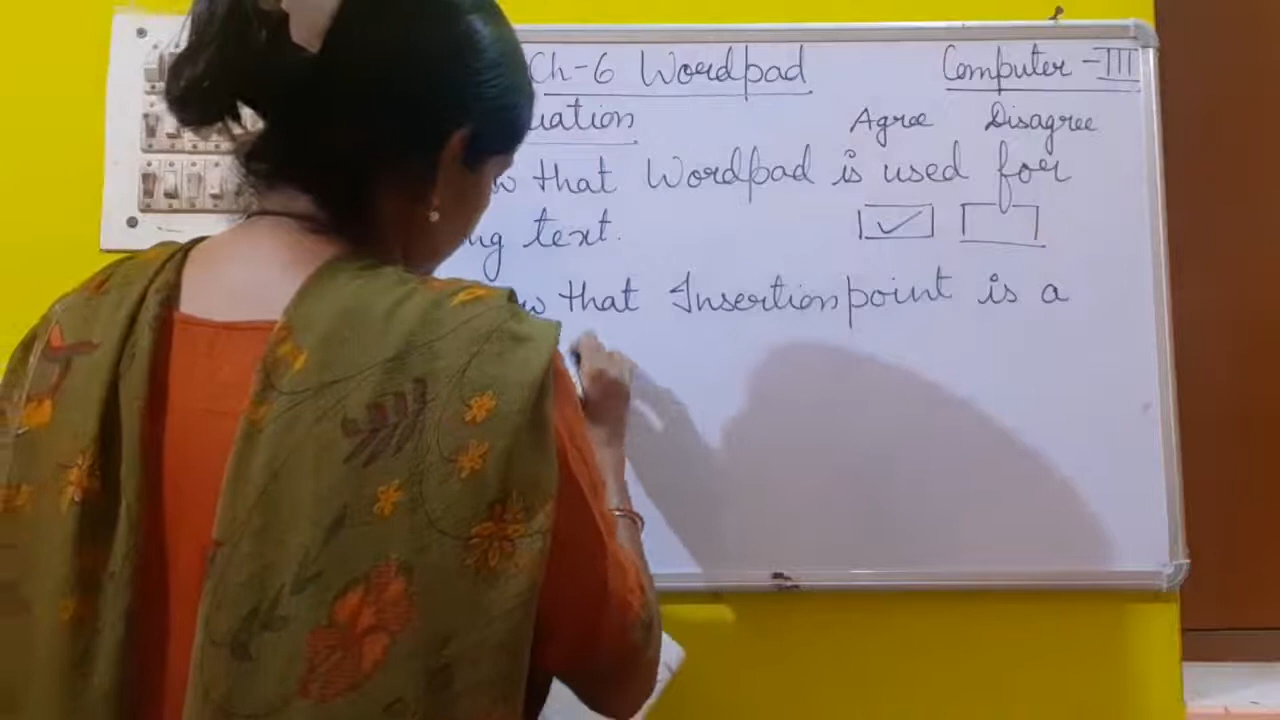 Ch-6 Wordpad Computer - III
uation Agree Disagree
w that Wordpad is used for
ng text.
w that Insertion point is a